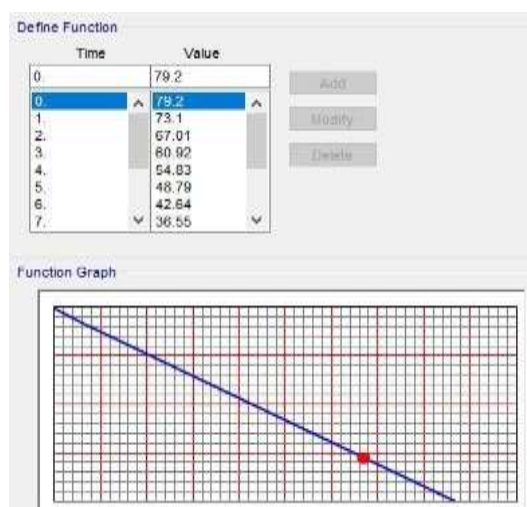 Define Function
Time Value
0. 79.2
0. 79.2
1. 73.1
2. 67.01
3. 60.92
4. 54.83
5. 48.79
6. 42.64
7. 36.55
Add
Modify
Delete
Function Graph